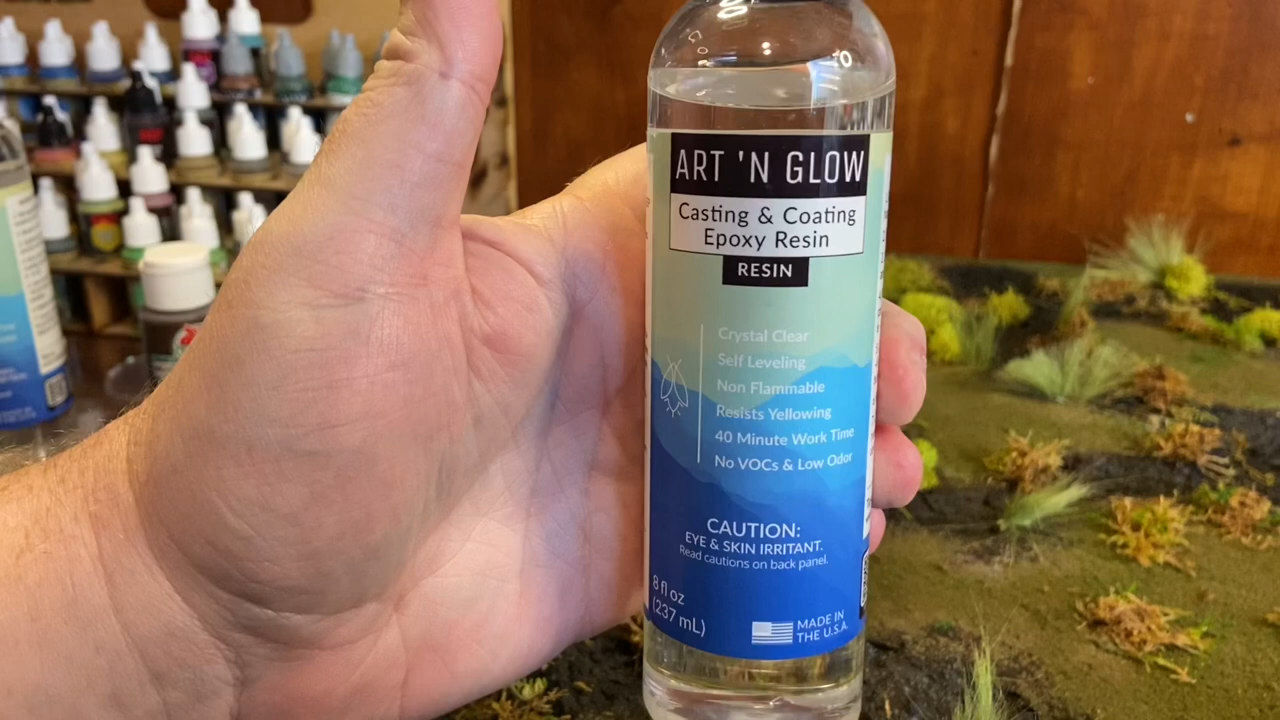 ART 'N GLOW
Casting & Coating
Epoxy Resin
RESIN
Crystal Clear
Self Leveling
Non Flammable
Resists Yellowing
40 Minute Work Time
No VOCs & Low Odor
CAUTION:
EYE & SKIN IRRITANT.
Read cautions on back panel.
8 fl oz
(237 mL)
MADE IN
THE U.S.A.